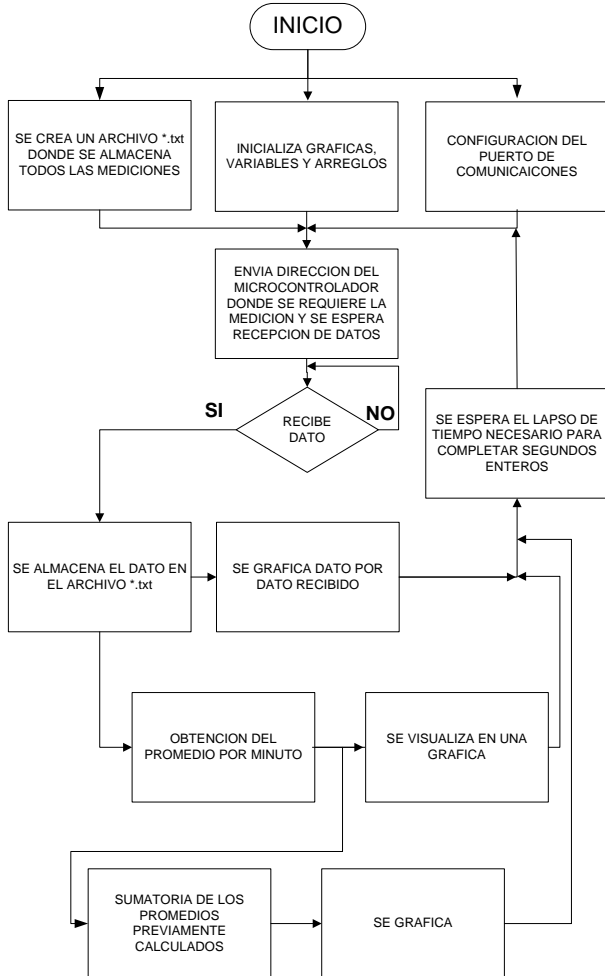 INICIO
SE CREA UN ARCHIVO *.txt
DONDE SE ALMACENA
TODOS LAS MEDICIONES
INICIALIZA GRAFICAS,
VARIABLES Y ARREGLOS
CONFIGURACION DEL
PUERTO DE
COMUNICAICONES
ENVIA DIRECCION DEL
MICROCONTROLADOR
DONDE SE REQUIERE LA
MEDICION Y SE ESPERA
RECEPCION DE DATOS
SI
RECIBE
DATO
NO
SE ESPERA EL LAPSO DE
TIEMPO NECESARIO PARA
COMPLETAR SEGUNDOS
ENTEROS
SE ALMACENA EL DATO EN
EL ARCHIVO *.txt
SE GRAFICA DATO POR
DATO RECIBIDO
OBTENCION DEL
PROMEDIO POR MINUTO
SE VISUALIZA EN UNA
GRAFICA
SUMATORIA DE LOS
PROMEDIOS
PREVIAMENTE
CALCULADOS
SE GRAFICA